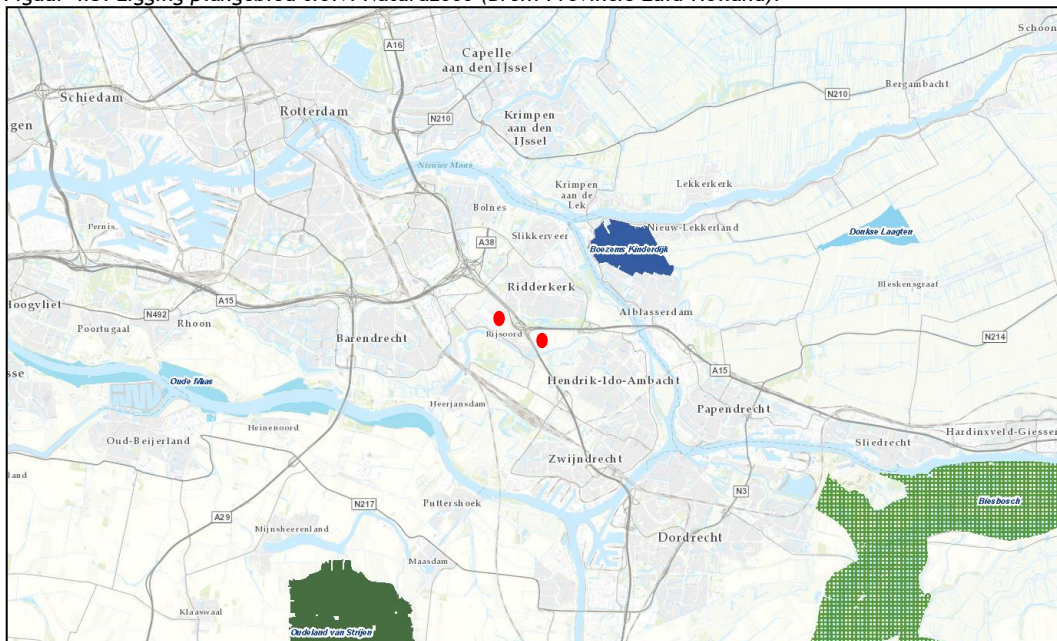 Figuur 4.5: Ligging plangebied t.o.v. Natura2000 (Bron: Provincie Zuid-Holland).
A16
Capelle
aan den IJssel
Schoon
Schiedam
Rotterdam
N210
Bergambacht
gen
N210
Krimpen
aan den
IJssel
Nieuwe Maas
Krimpen
aan de
Lek
Lekkerkerk
Pernis
Bolnes
Slikkerveer
Nieuw-Lekkerland
Donkse Laagten
A38
Boezems Kinderdijk
Hoogvliet
A15
Ridderkerk
Bleskensgraaf
N492
Poortugaal
Rhoon
Alblasserdam
Barendrecht
Rijsoord
N214
sse
Oude Maas
Hendrik-Ido-Ambacht
A15
Heerjansdam
Papendrecht
Heinenoord
Hardinxveld-Giessen
Oud-Beijerland
Sliedrecht
land
Zwijndrecht
N3
Biesbosch
N217
Puttershoek
A29
Mijnsheerenland
Dordrecht
Maasdam
Klaaswaal
Oudeland van Strijen